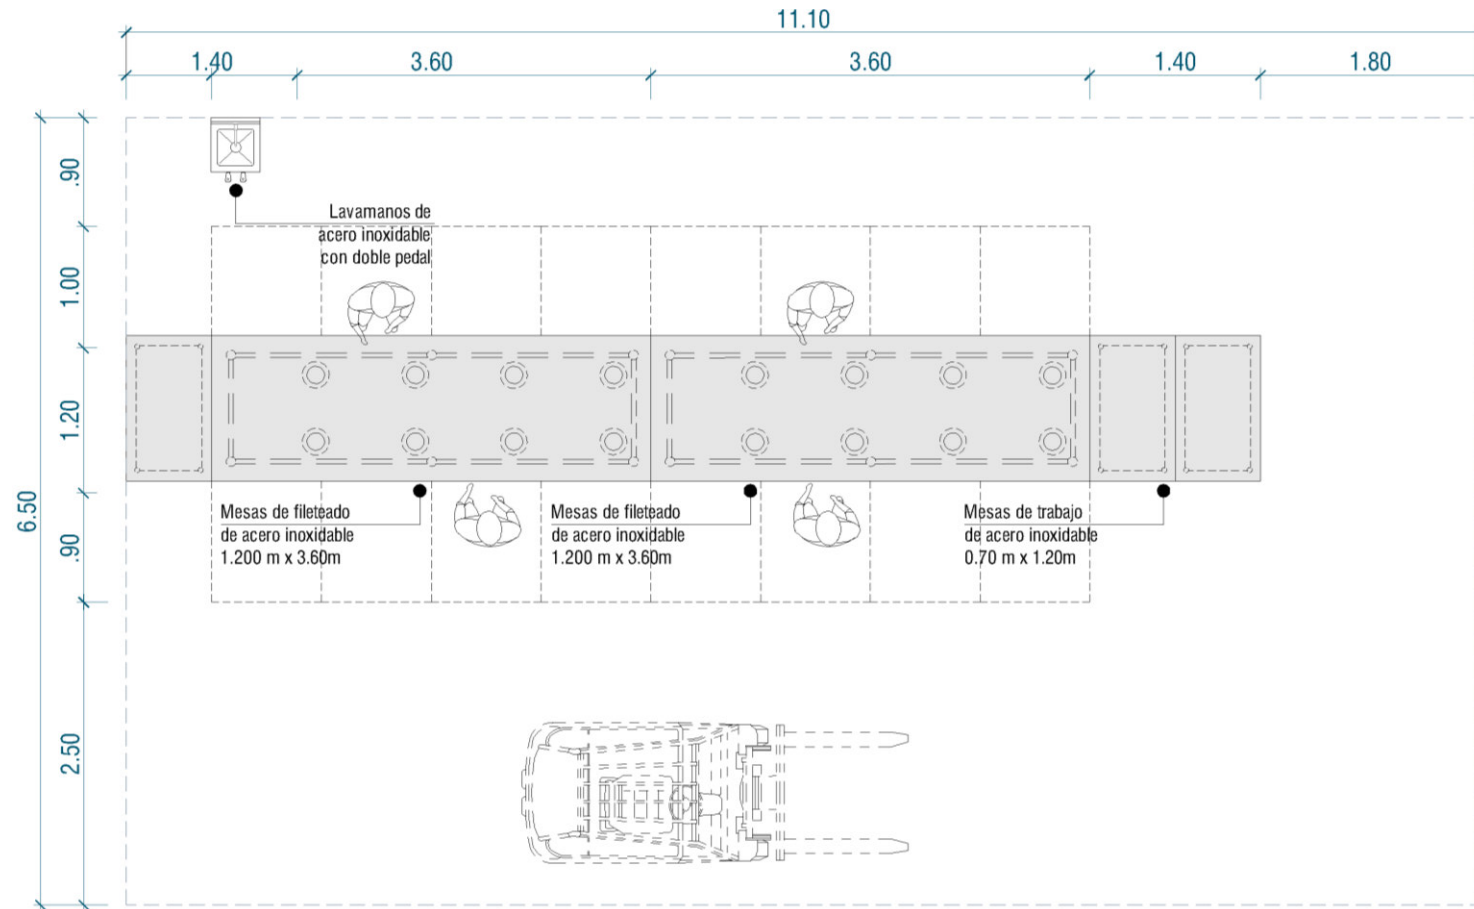 11.10
1.40
3.60
3.60
1.40
1.80
.90
1.00
1.20
6.50
.90
2.50
Lavamanos de
acero inoxidable
con doble pedal
Mesas de fileteado
de acero inoxidable
1.200 m x 3.60m
Mesas de fileteado
de acero inoxidable
1.200 m x 3.60m
Mesas de trabajo
de acero inoxidable
0.70 m x 1.20m